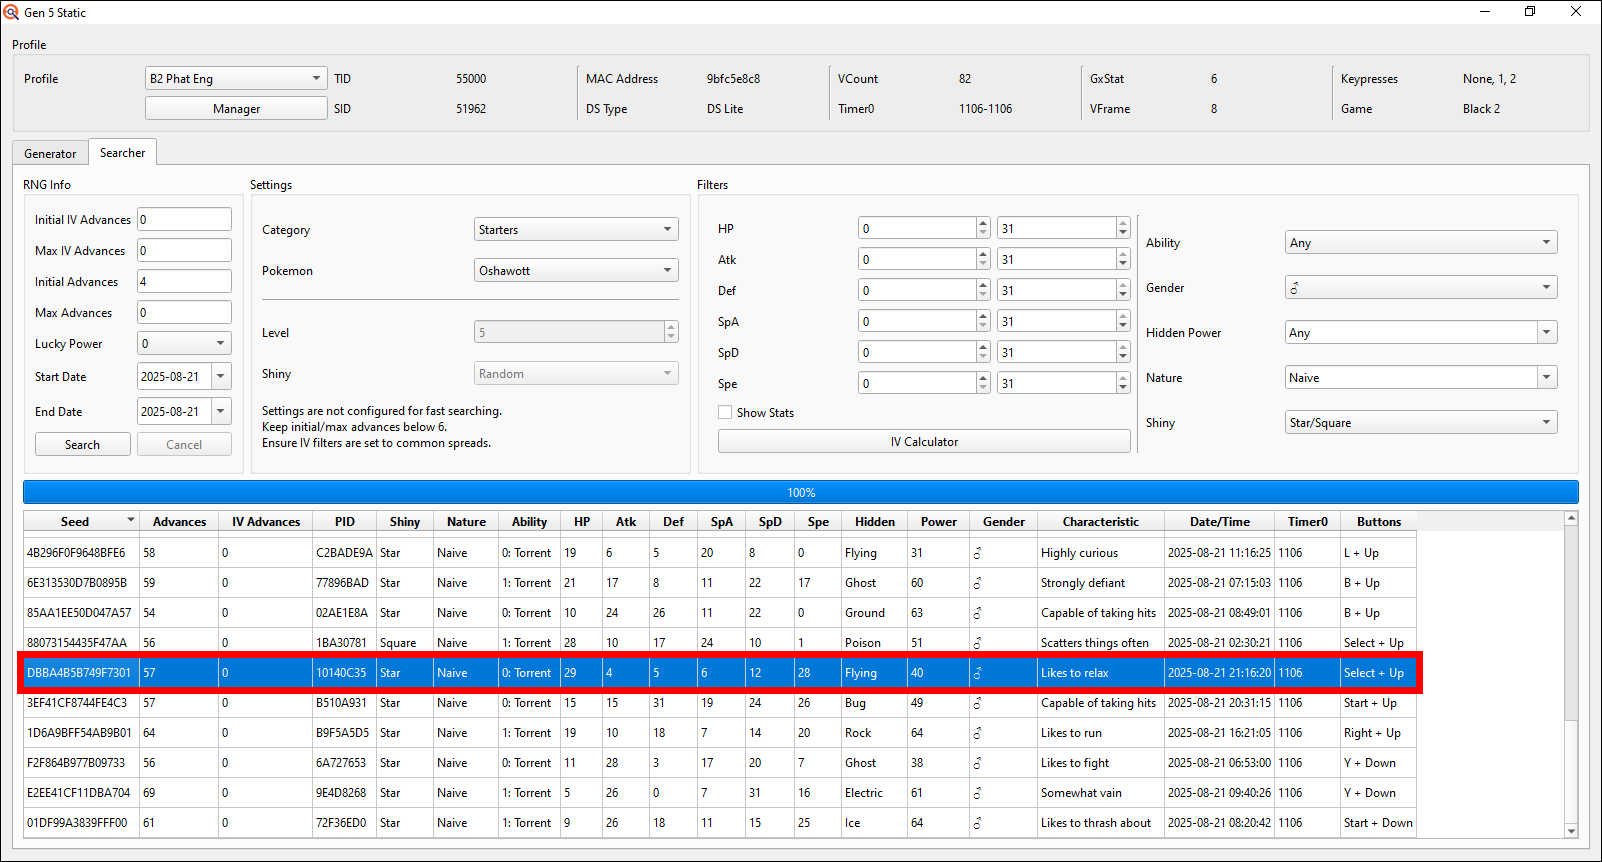 Gen 5 Static
Profile
Profile B2 Phat Eng TID 55000 MAC Address 9bfc5e8c8 VCount 82 GxStat 6 Keypresses None, 1, 2
Manager SID 51962 DS Type DS Lite Timer0 1106-1106 VFrame 8 Game Black 2
Generator Searcher
RNG Info
Initial IV Advances 0
Max IV Advances 0
Initial Advances 4
Max Advances 0
Lucky Power 0
Start Date 2025-08-21
End Date 2025-08-21
Search Cancel
Settings
Category Starters
Pokemon Oshawott
Level 5
Shiny Random
Settings are not configured for fast searching.
Keep initial/max advances below 6.
Ensure IV filters are set to common spreads.
Filters
HP 0 31
Atk 0 31
Def 0 31
SpA 0 31
SpD 0 31
Spe 0 31
Show Stats
IV Calculator
Ability Any
Gender ♂
Hidden Power Any
Nature Naive
Shiny Star/Square
100%
Seed Advances IV Advances PID Shiny Nature Ability HP Atk Def SpA SpD Spe Hidden Power Gender Characteristic Date/Time Timer0 Buttons
4B296F0F9648BFE6 58 0 C2BADE9A Star Naive 0: Torrent 19 6 5 20 8 0 Flying 31 ♂ Highly curious 2025-08-21 11:16:25 1106 L + Up
6E313530D7B0895B 59 0 77896BAD Star Naive 1: Torrent 21 17 8 11 22 17 Ghost 60 ♂ Strongly defiant 2025-08-21 07:15:03 1106 B + Up
85AA1EE50D047A57 54 0 02AE1E8A Star Naive 0: Torrent 10 24 26 11 22 0 Ground 63 ♂ Capable of taking hits 2025-08-21 08:49:01 1106 B + Up
88073154435F47AA 56 0 1BA30781 Square Naive 1: Torrent 28 10 17 24 10 1 Poison 51 ♂ Scatters things often 2025-08-21 02:30:21 1106 Select + Up
DBBA4B5B749F7301 57 0 10140C35 Star Naive 0: Torrent 29 4 5 6 12 28 Flying 40 ♂ Likes to relax 2025-08-21 21:16:20 1106 Select + Up
3EF41CF8744FE4C3 57 0 B510A931 Star Naive 0: Torrent 15 15 31 19 24 26 Bug 49 ♂ Capable of taking hits 2025-08-21 20:31:15 1106 Start + Up
1D6A9BFF54AB9B01 64 0 B9F5A5D5 Star Naive 1: Torrent 19 10 18 7 14 20 Rock 64 ♂ Likes to run 2025-08-21 16:21:05 1106 Right + Up
F2F864B977B09733 56 0 6A727653 Star Naive 0: Torrent 11 28 3 17 20 7 Ghost 38 ♂ Likes to fight 2025-08-21 06:53:00 1106 Y + Down
E2EE41CF11DBA704 69 0 9E4D8268 Star Naive 1: Torrent 5 26 0 7 31 16 Electric 61 ♂ Somewhat vain 2025-08-21 09:40:26 1106 Y + Down
01DF99A3839FFF00 61 0 72F36ED0 Star Naive 1: Torrent 9 26 18 11 15 25 Ice 64 ♂ Likes to thrash about 2025-08-21 08:20:42 1106 Start + Down